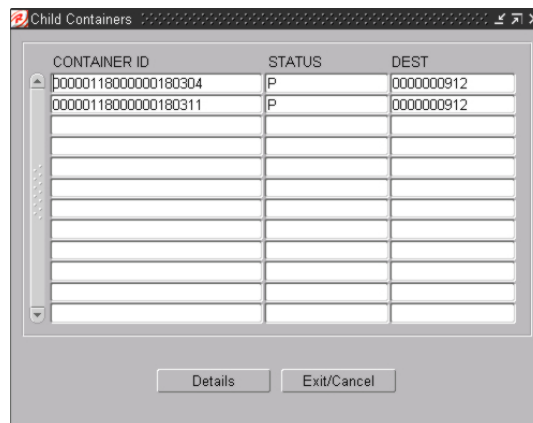 Child Containers
CONTAINER ID STATUS DEST
00000118000000180304 P 0000000912
00000118000000180311 P 0000000912
Details Exit/Cancel